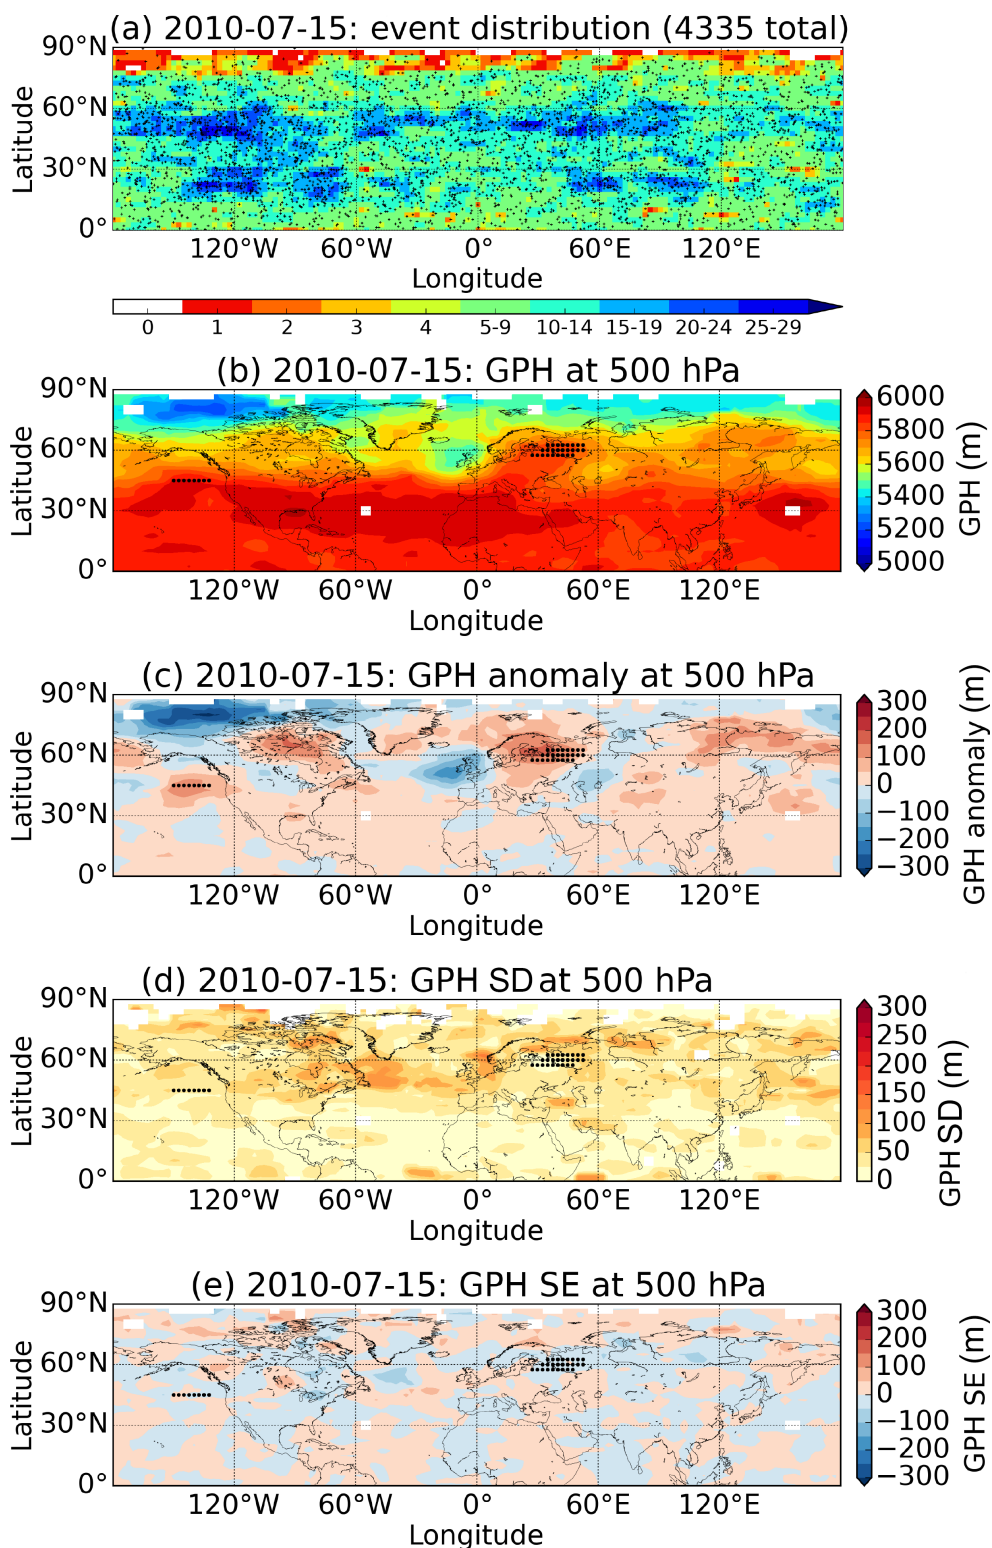 (a) 2010-07-15: event distribution (4335 total)
90°N
60°N
30°N
0°
Latitude
120°W 60°W 0° 60°E 120°E
Longitude
0 1 2 3 4 5-9 10-14 15-19 20-24 25-29
(b) 2010-07-15: GPH at 500 hPa
90°N
60°N
30°N
0°
Latitude
120°W 60°W 0° 60°E 120°E
Longitude
6000
5800
5600
5400
5200
5000
GPH (m)
(c) 2010-07-15: GPH anomaly at 500 hPa
90°N
60°N
30°N
0°
Latitude
120°W 60°W 0° 60°E 120°E
Longitude
300
200
100
0
−100
−200
−300
GPH anomaly (m)
(d) 2010-07-15: GPH SD at 500 hPa
90°N
60°N
30°N
0°
Latitude
120°W 60°W 0° 60°E 120°E
Longitude
300
250
200
150
100
50
0
GPH SD (m)
(e) 2010-07-15: GPH SE at 500 hPa
90°N
60°N
30°N
0°
Latitude
120°W 60°W 0° 60°E 120°E
Longitude
300
200
100
0
−100
−200
−300
GPH SE (m)